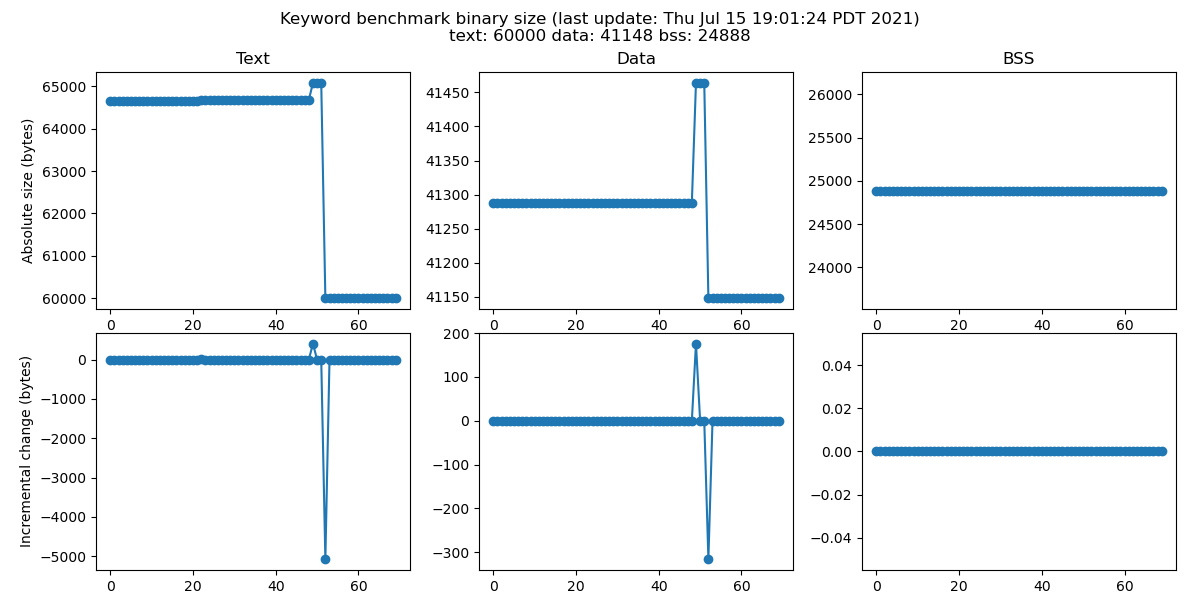 Keyword benchmark binary size (last update: Thu Jul 15 19:01:24 PDT 2021)
text: 60000 data: 41148 bss: 24888
Text
Data
BSS
Absolute size (bytes)
65000
64000
63000
62000
61000
60000
0 20 40 60
41450
41400
41350
41300
41250
41200
41150
0 20 40 60
26000
25500
25000
24500
24000
0 20 40 60
Incremental change (bytes)
0
−1000
−2000
−3000
−4000
−5000
0 20 40 60
200
100
0
−100
−200
−300
0 20 40 60
0.04
0.02
0.00
−0.02
−0.04
0 20 40 60